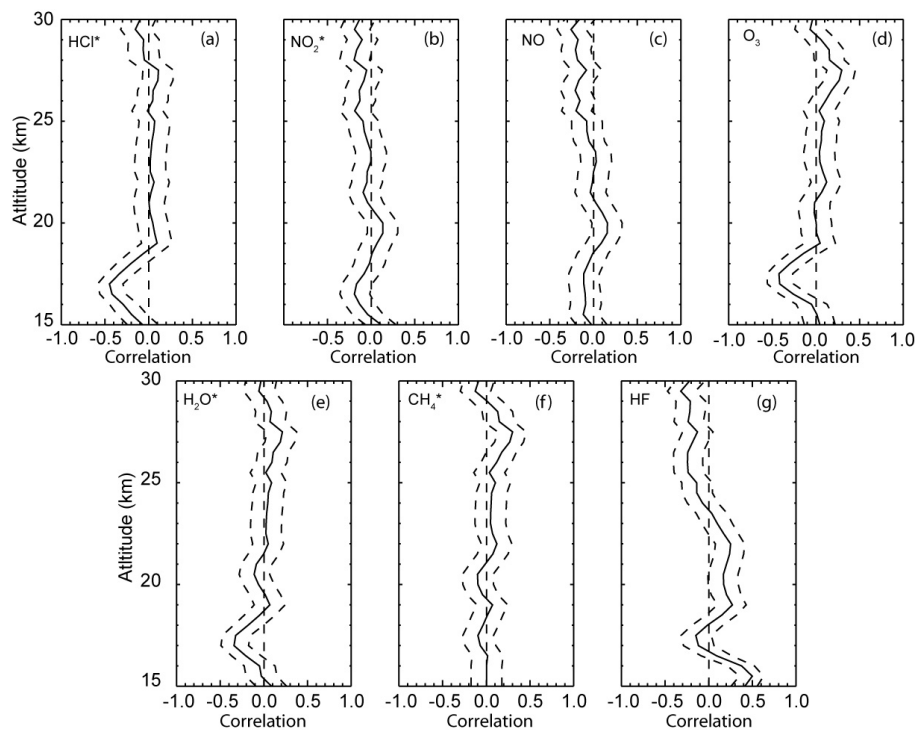 30
HCl* (a) NO2* (b) NO (c) O3 (d)
25
Atltitude (km)
20
15
-1.0 -0.5 0.0 0.5 1.0 -1.0 -0.5 0.0 0.5 1.0 -1.0 -0.5 0.0 0.5 1.0 -1.0 -0.5 0.0 0.5 1.0
Correlation Correlation Correlation Correlation
30
H2O* (e) CH4* (f) HF (g)
25
Atltitude (km)
20
15
-1.0 -0.5 0.0 0.5 1.0 -1.0 -0.5 0.0 0.5 1.0 -1.0 -0.5 0.0 0.5 1.0
Correlation Correlation Correlation